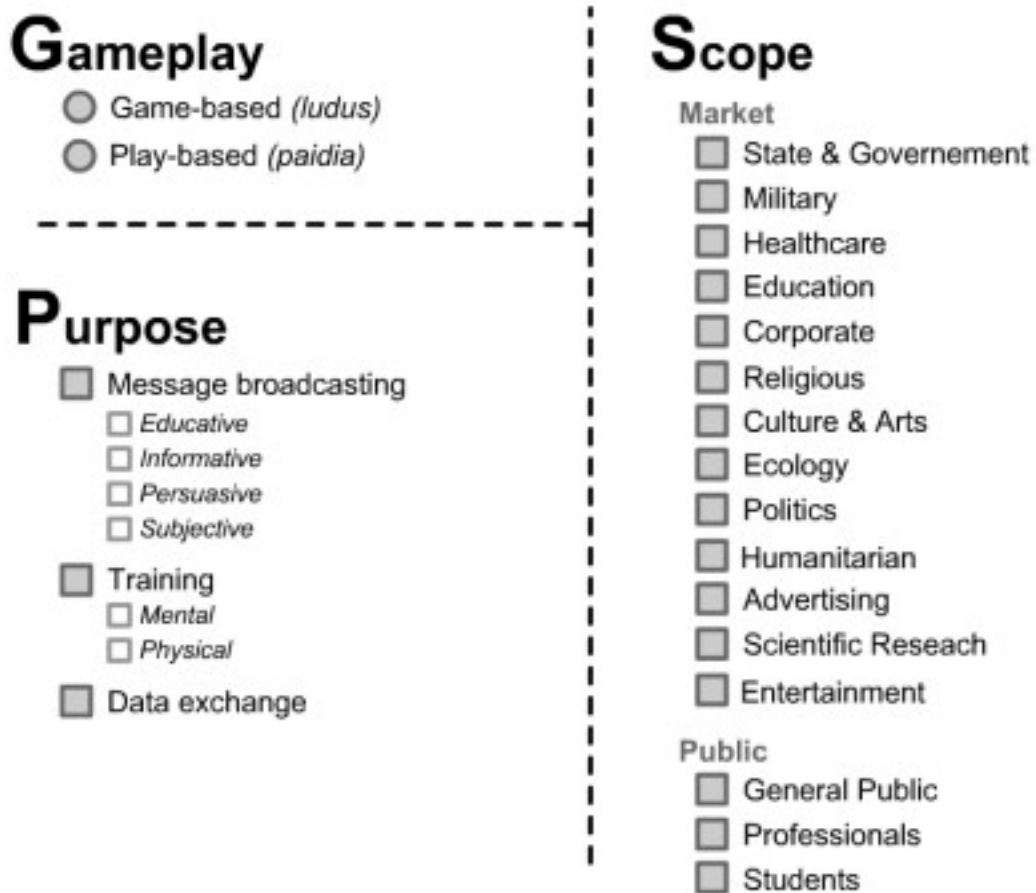 Gameplay
Game-based (ludus)
Play-based (paidia)
Purpose
Message broadcasting
Educative
Informative
Persuasive
Subjective
Training
Mental
Physical
Data exchange
Scope
Market
State & Governement
Military
Healthcare
Education
Corporate
Religious
Culture & Arts
Ecology
Politics
Humanitarian
Advertising
Scientific Reseach
Entertainment
Public
General Public
Professionals
Students